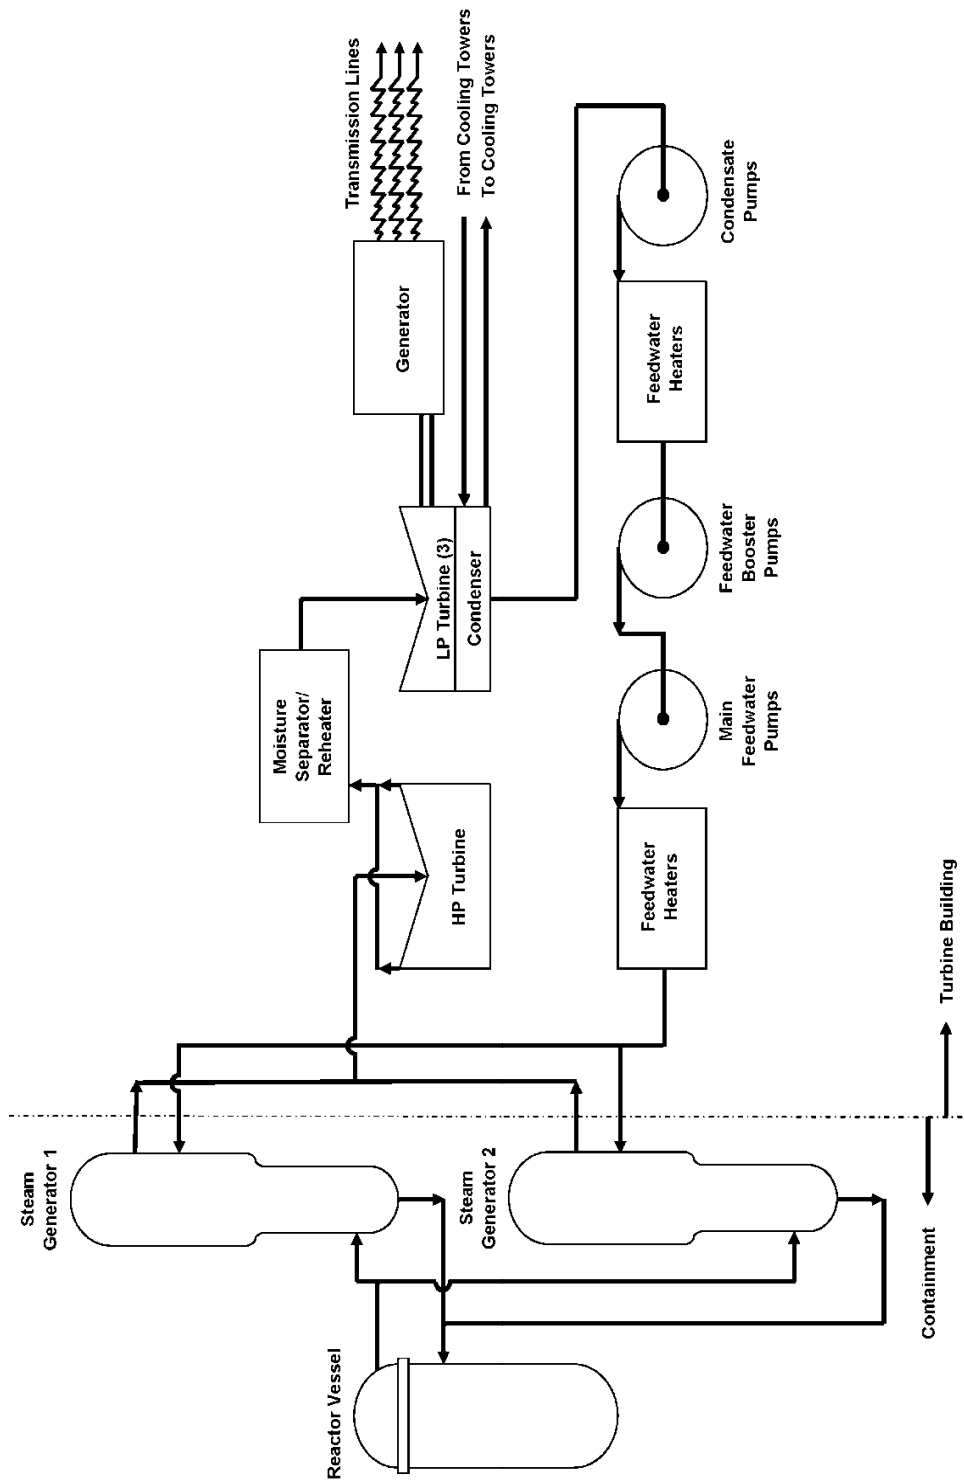 Reactor Vessel
Steam
Generator 1
Steam
Generator 2
Containment
Turbine Building
HP Turbine
Moisture
Separator/
Reheater
LP Turbine (3)
Condenser
Generator
Transmission Lines
From Cooling Towers
To Cooling Towers
Feedwater
Heaters
Main
Feedwater
Pumps
Feedwater
Booster
Pumps
Feedwater
Heaters
Condensate
Pumps